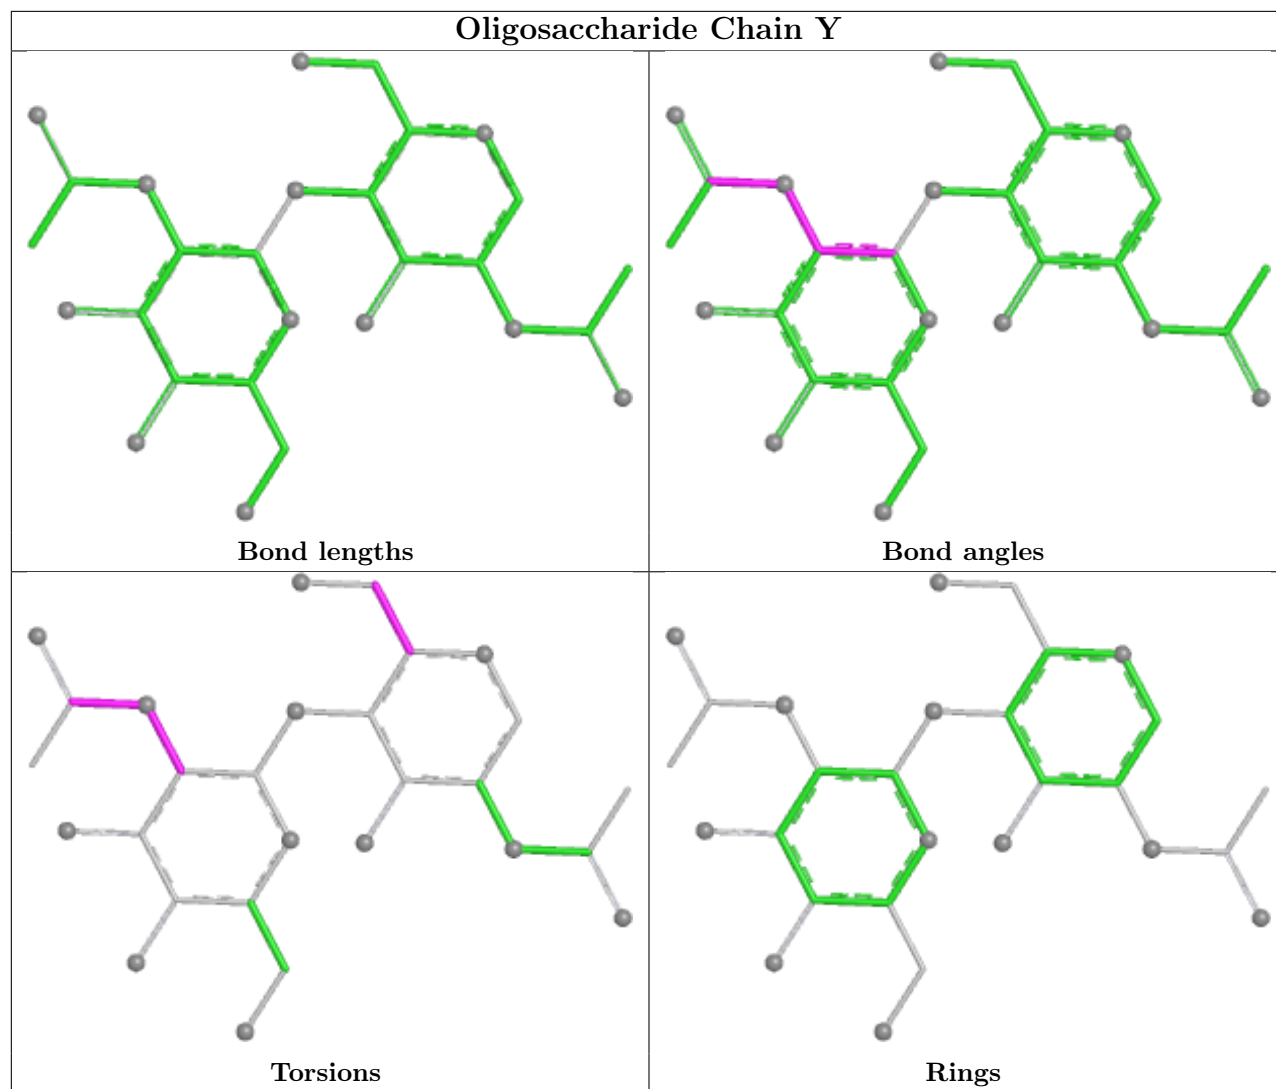 Oligosaccharide Chain Y
Bond lengths
Bond angles
Torsions
Rings